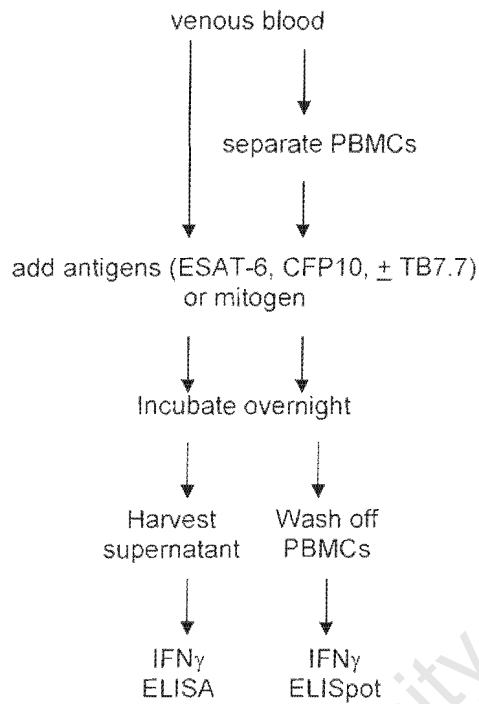 venous blood
separate PBMCs
add antigens (ESAT-6, CFP10, ± TB7.7)
or mitogen
Incubate overnight
Harvest
supernatant
Wash off
PBMCs
IFNγ
ELISA
IFNγ
ELISpot